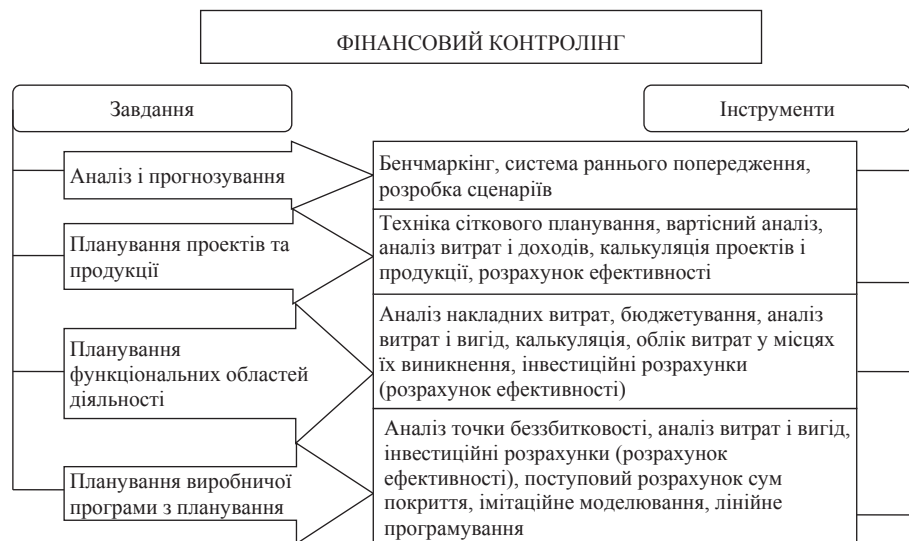 ФІНАНСОВИЙ КОНТРОЛІНГ
Завдання
Інструменти
Аналіз і прогнозування
Бенчмаркінг, система раннього попередження,
розробка сценаріїв
Планування проектів та
продукції
Техніка сіткового планування, вартісний аналіз,
аналіз витрат і доходів, калькуляція проектів і
продукції, розрахунок ефективності
Планування
функціональних областей
діяльності
Аналіз накладних витрат, бюджетування, аналіз
витрат і вигід, калькуляція, облік витрат у місцях
їх виникнення, інвестиційні розрахунки
(розрахунок ефективності)
Планування виробничої
програми з планування
Аналіз точки беззбитковості, аналіз витрат і вигід,
інвестиційні розрахунки (розрахунок
ефективності), поступовий розрахунок сум
покриття, імітаційне моделювання, лінійне
програмування